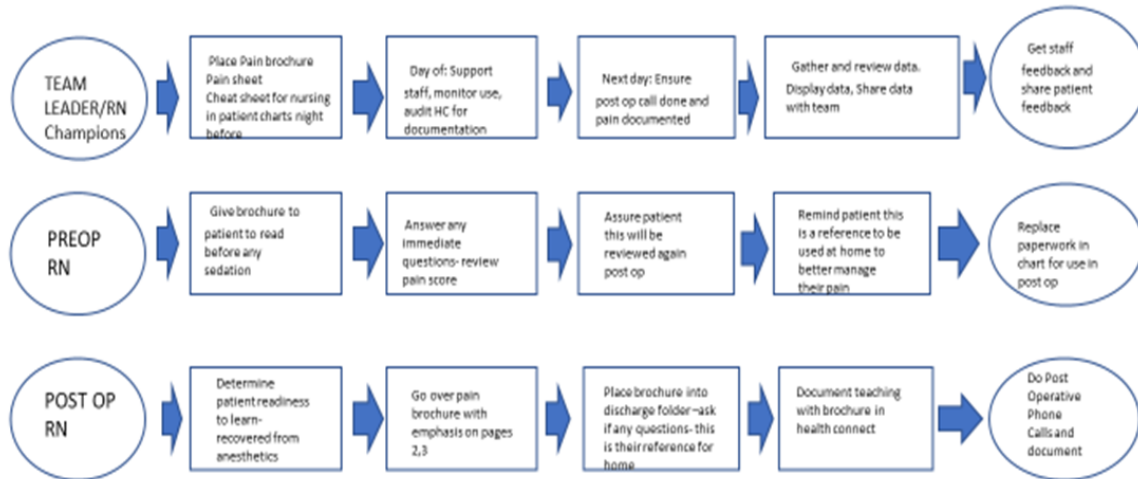 TEAM
LEADER/RN
Champions
Place Pain brochure
Pain sheet
Cheat sheet for nursing
in patient charts night
before
Day of: Support
staff, monitor use,
audit HC for
documentation
Next day: Ensure
post op call done and
pain documented
Gather and review data.
Display data, Share data
with team
Get staff
feedback and
share patient
feedback
PREOP
RN
Give brochure to
patient to read
before any
sedation
Answer any
immediate
questions- review
pain score
Assure patient
this will be
reviewed again
post op
Remind patient this
is a reference to be
used at home to
better manage
their pain
Replace
paperwork in
chart for use in
post op
POST OP
RN
Determine
patient readiness
to learn-
recovered from
anesthetics
Go over pain
brochure with
emphasis on pages
2,3
Place brochure into
discharge folder –ask
if any questions- this
is their reference for
home
Document teaching
with brochure in
health connect
Do Post
Operative
Phone
Calls and
document